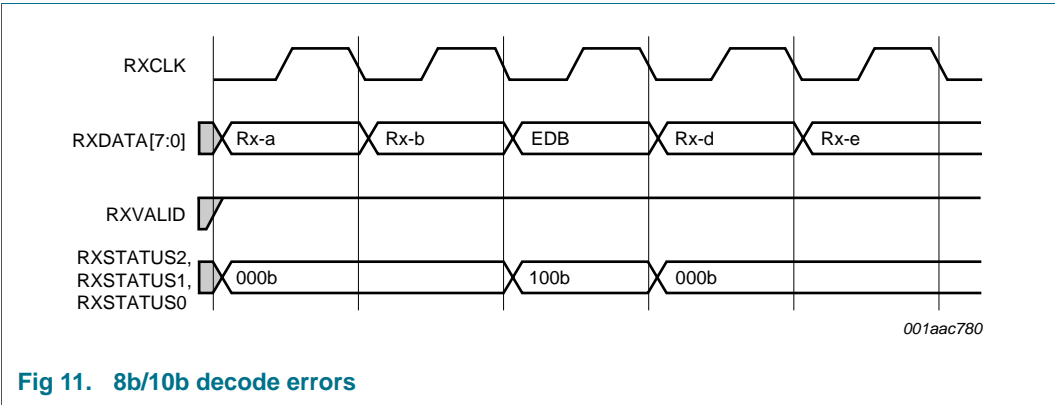 RXCLK
RXDATA[7:0] Rx-a Rx-b EDB Rx-d Rx-e
RXVALID
RXSTATUS2,
RXSTATUS1, 000b 100b 000b
RXSTATUS0
001aac780
Fig 11. 8b/10b decode errors